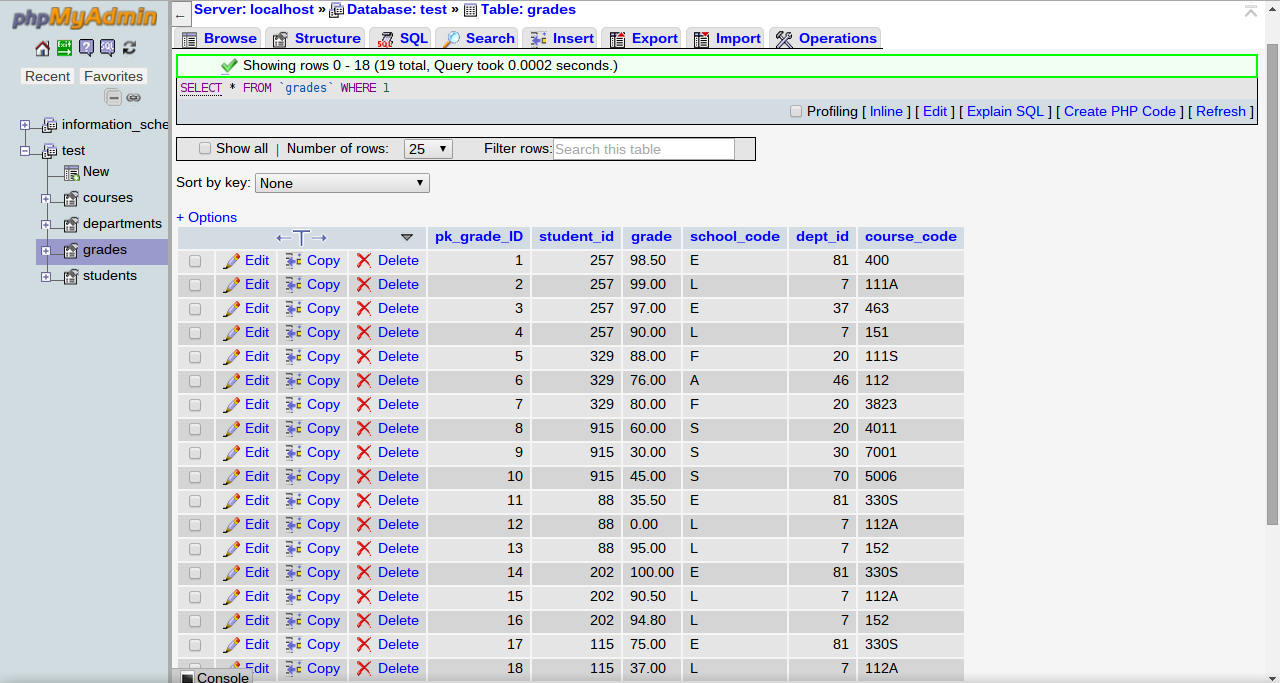 phpMyAdmin
Recent Favorites
information_sche
test
New
courses
departments
grades
students
Server: localhost » Database: test » Table: grades
Browse Structure SQL Search Insert Export Import Operations
Showing rows 0 - 18 (19 total, Query took 0.0002 seconds.)
SELECT * FROM `grades` WHERE 1
Profiling [ Inline ] [ Edit ] [ Explain SQL ] [ Create PHP Code ] [ Refresh ]
Show all | Number of rows: 25 Filter rows: Search this table
Sort by key: None
+ Options
←T→ pk_grade_ID student_id grade school_code dept_id course_code
Edit Copy Delete 1 257 98.50 E 81 400
Edit Copy Delete 2 257 99.00 L 7 111A
Edit Copy Delete 3 257 97.00 E 37 463
Edit Copy Delete 4 257 90.00 L 7 151
Edit Copy Delete 5 329 88.00 F 20 111S
Edit Copy Delete 6 329 76.00 A 46 112
Edit Copy Delete 7 329 80.00 F 20 3823
Edit Copy Delete 8 915 60.00 S 20 4011
Edit Copy Delete 9 915 30.00 S 30 7001
Edit Copy Delete 10 915 45.00 S 70 5006
Edit Copy Delete 11 88 35.50 E 81 330S
Edit Copy Delete 12 88 0.00 L 7 112A
Edit Copy Delete 13 88 95.00 L 7 152
Edit Copy Delete 14 202 100.00 E 81 330S
Edit Copy Delete 15 202 90.50 L 7 112A
Edit Copy Delete 16 202 94.80 L 7 152
Edit Copy Delete 17 115 75.00 E 81 330S
Edit Copy Delete 18 115 37.00 L 7 112A
Console